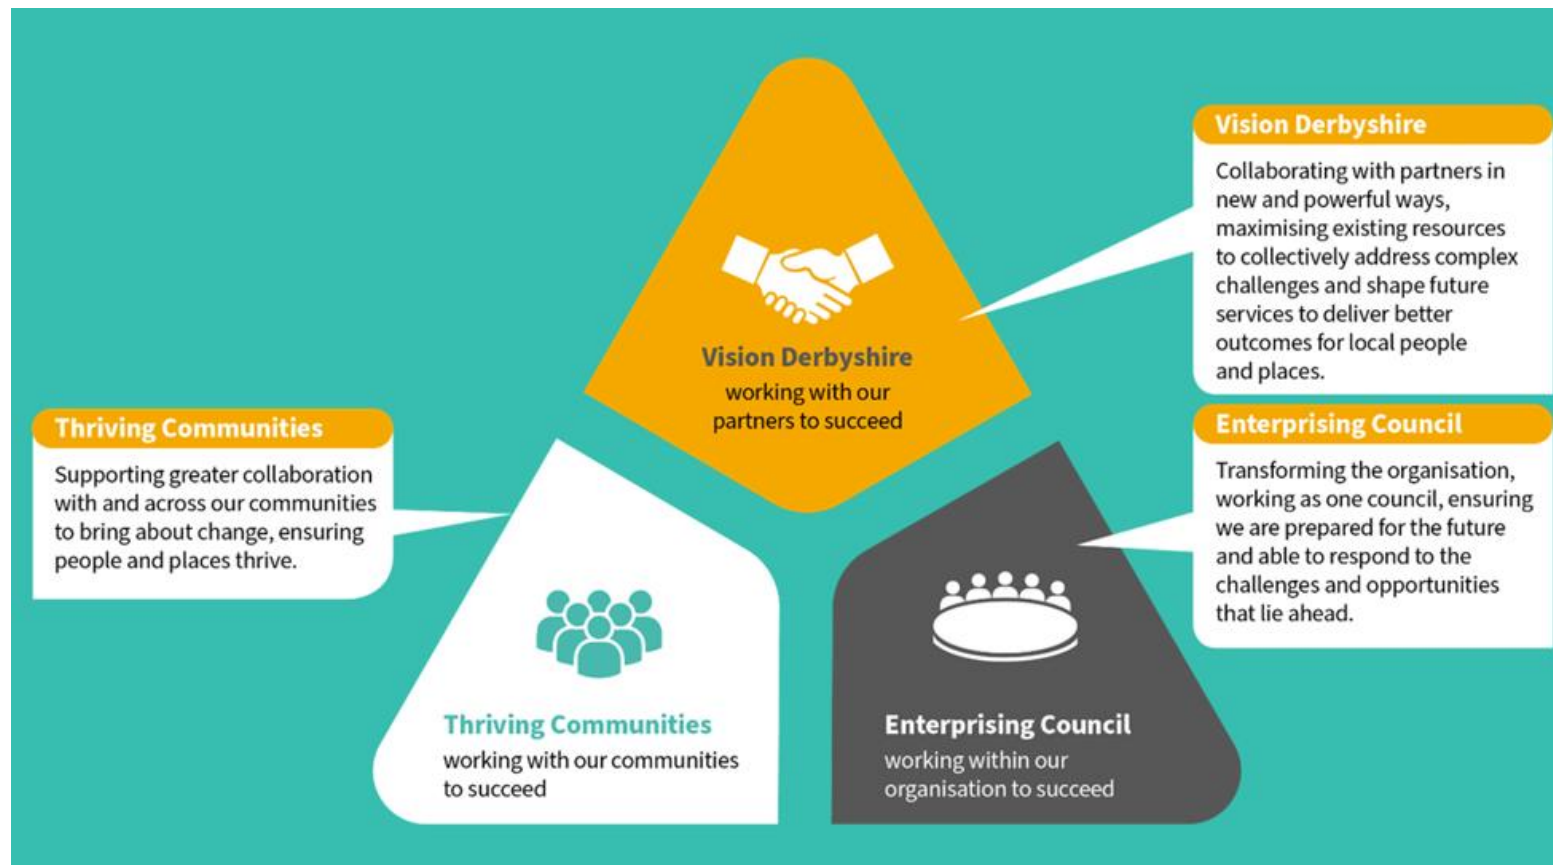 Vision Derbyshire
Collaborating with partners in
new and powerful ways,
maximising existing resources
to collectively address complex
challenges and shape future
services to deliver better
outcomes for local people
and places.
Vision Derbyshire
working with our
partners to succeed
Thriving Communities
Supporting greater collaboration
with and across our communities
to bring about change, ensuring
people and places thrive.
Enterprising Council
Transforming the organisation,
working as one council, ensuring
we are prepared for the future
and able to respond to the
challenges and opportunities
that lie ahead.
Thriving Communities
working with our communities
to succeed
Enterprising Council
working within our
organisation to succeed